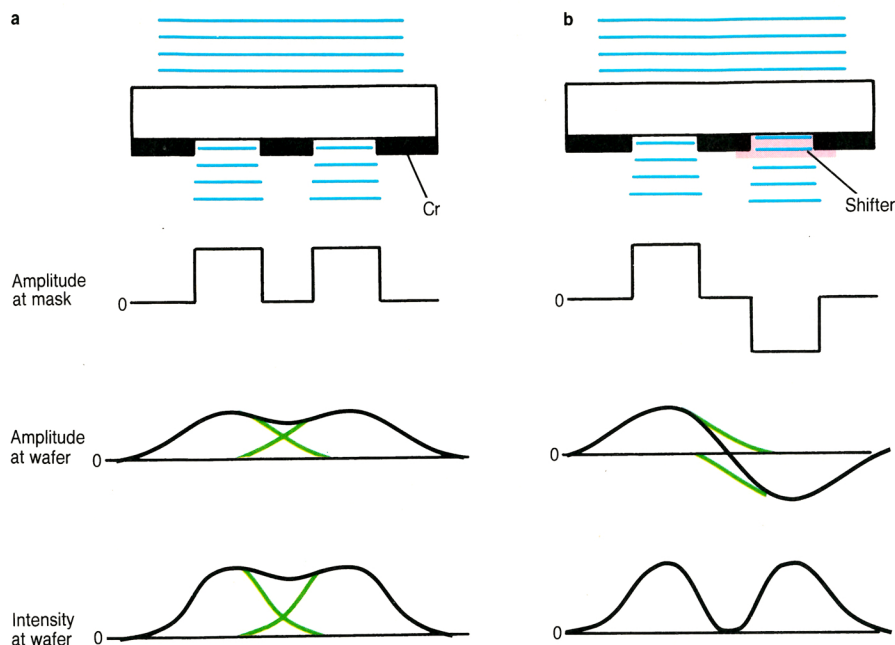 a
b
Cr
Shifter
Amplitude
at mask
0
0
Amplitude
at wafer
0
0
Intensity
at wafer
0
0